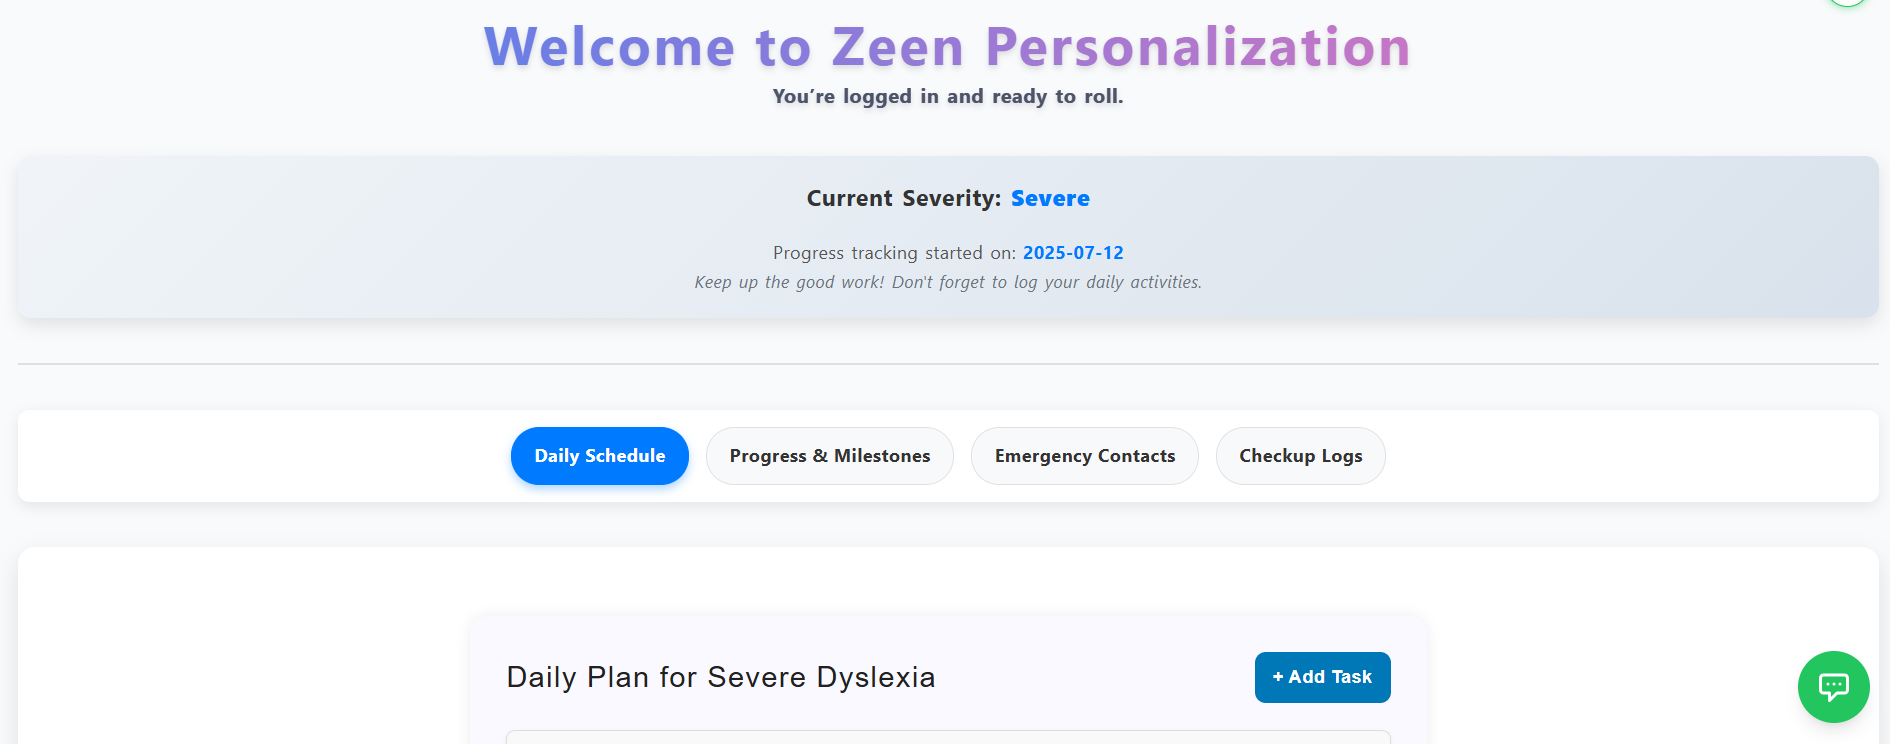 Welcome to Zeen Personalization
You’re logged in and ready to roll.
Current Severity: Severe
Progress tracking started on: 2025-07-12
Keep up the good work! Don't forget to log your daily activities.
Daily Schedule
Progress & Milestones
Emergency Contacts
Checkup Logs
Daily Plan for Severe Dyslexia
+ Add Task